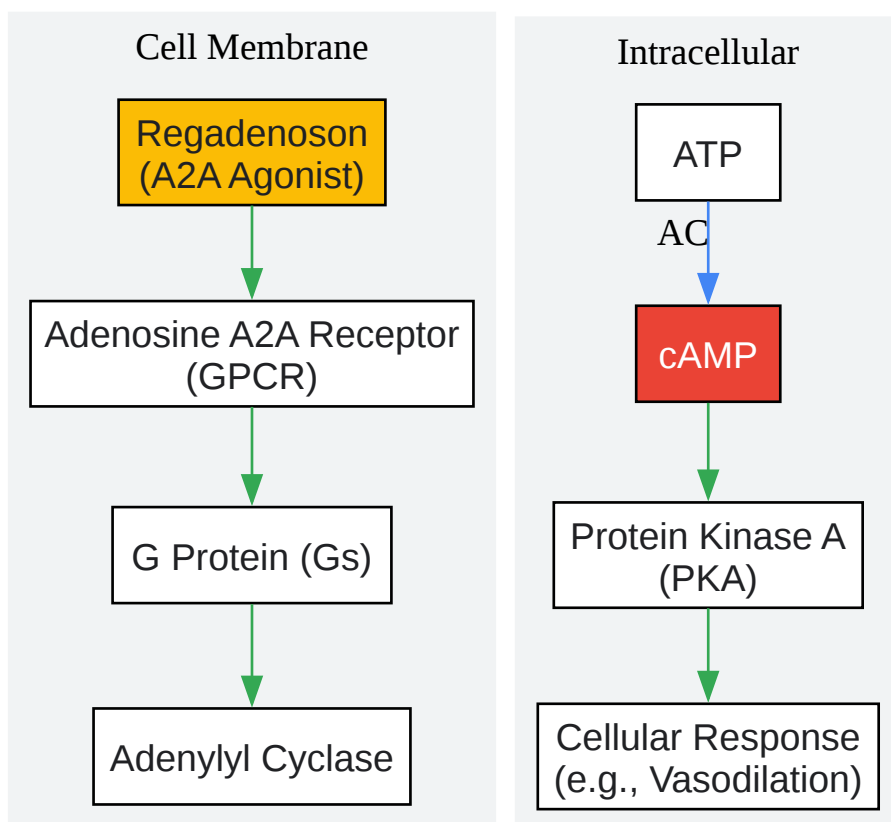 Cell Membrane
Regadenoson
(A2A Agonist)
Adenosine A2A Receptor
(GPCR)
G Protein (Gs)
Adenylyl Cyclase
Intracellular
ATP
AC
cAMP
Protein Kinase A
(PKA)
Cellular Response
(e.g., Vasodilation)